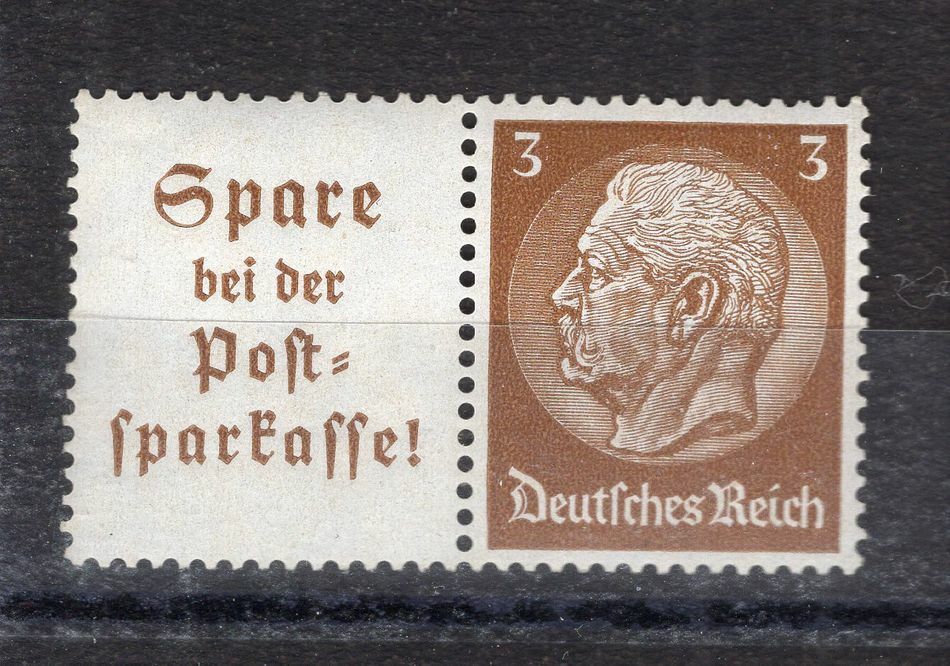 Spare
bei der
Poſt⸗
ſparkaſſe!
3 3
Deutſches Reich